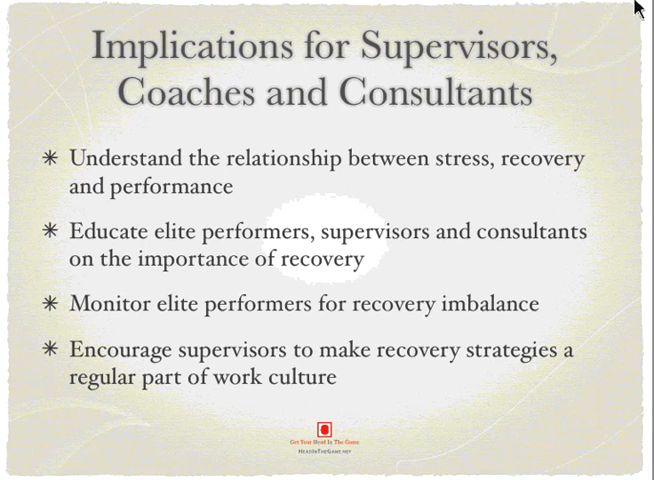 Implications for Supervisors,
Coaches and Consultants
✳ Understand the relationship between stress, recovery
and performance
✳ Educate elite performers, supervisors and consultants
on the importance of recovery
✳ Monitor elite performers for recovery imbalance
✳ Encourage supervisors to make recovery strategies a
regular part of work culture
Get Your Head In The Game
HeadInTheGame.net